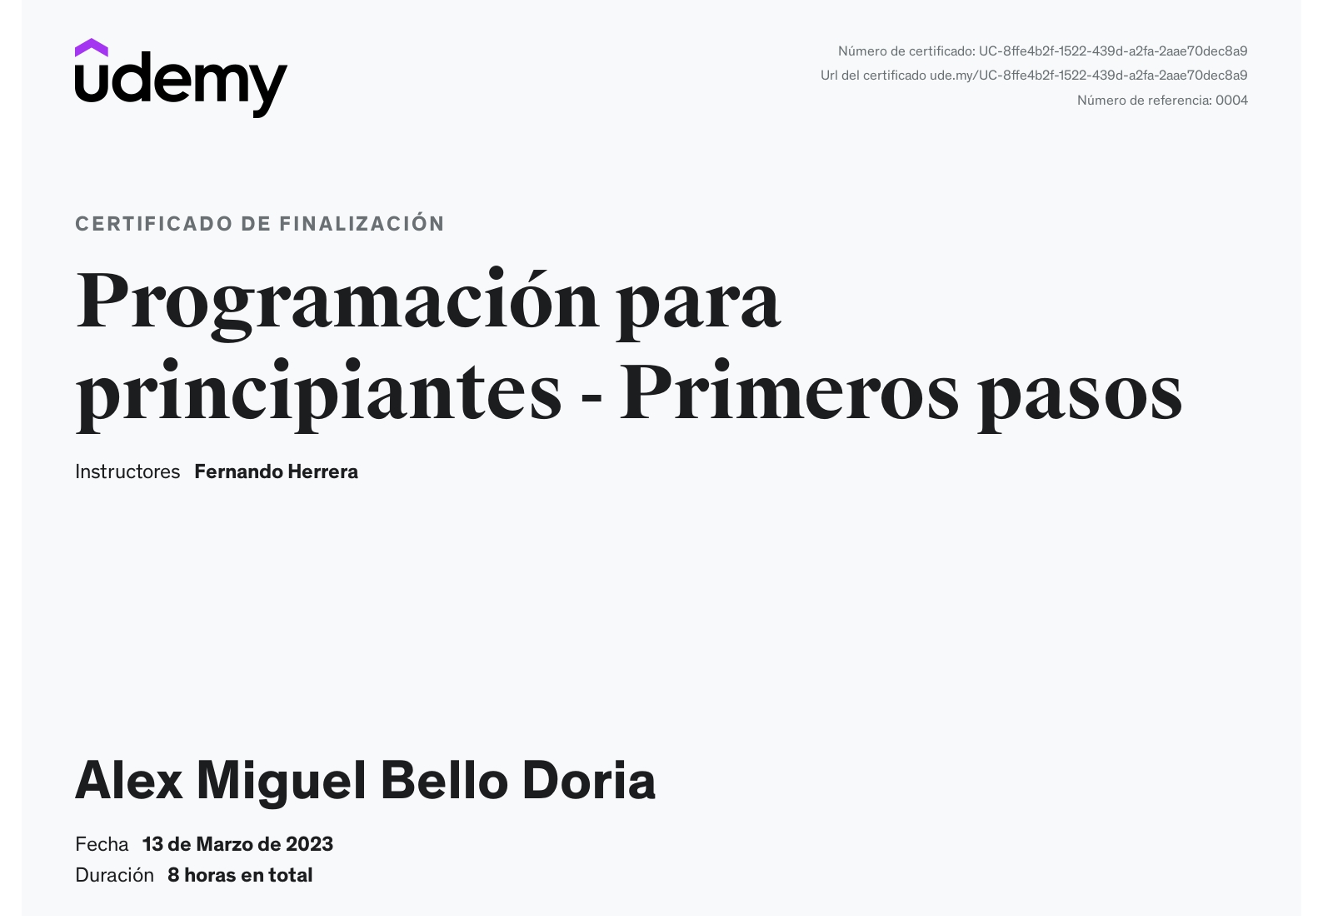 udemy
Número de certificado: UC-8ffe4b2f-1522-439d-a2fa-2aae70dec8a9
Url del certificado ude.my/UC-8ffe4b2f-1522-439d-a2fa-2aae70dec8a9
Número de referencia: 0004
CERTIFICADO DE FINALIZACIÓN
Programación para
principiantes - Primeros pasos
Instructores Fernando Herrera
Alex Miguel Bello Doria
Fecha 13 de Marzo de 2023
Duración 8 horas en total